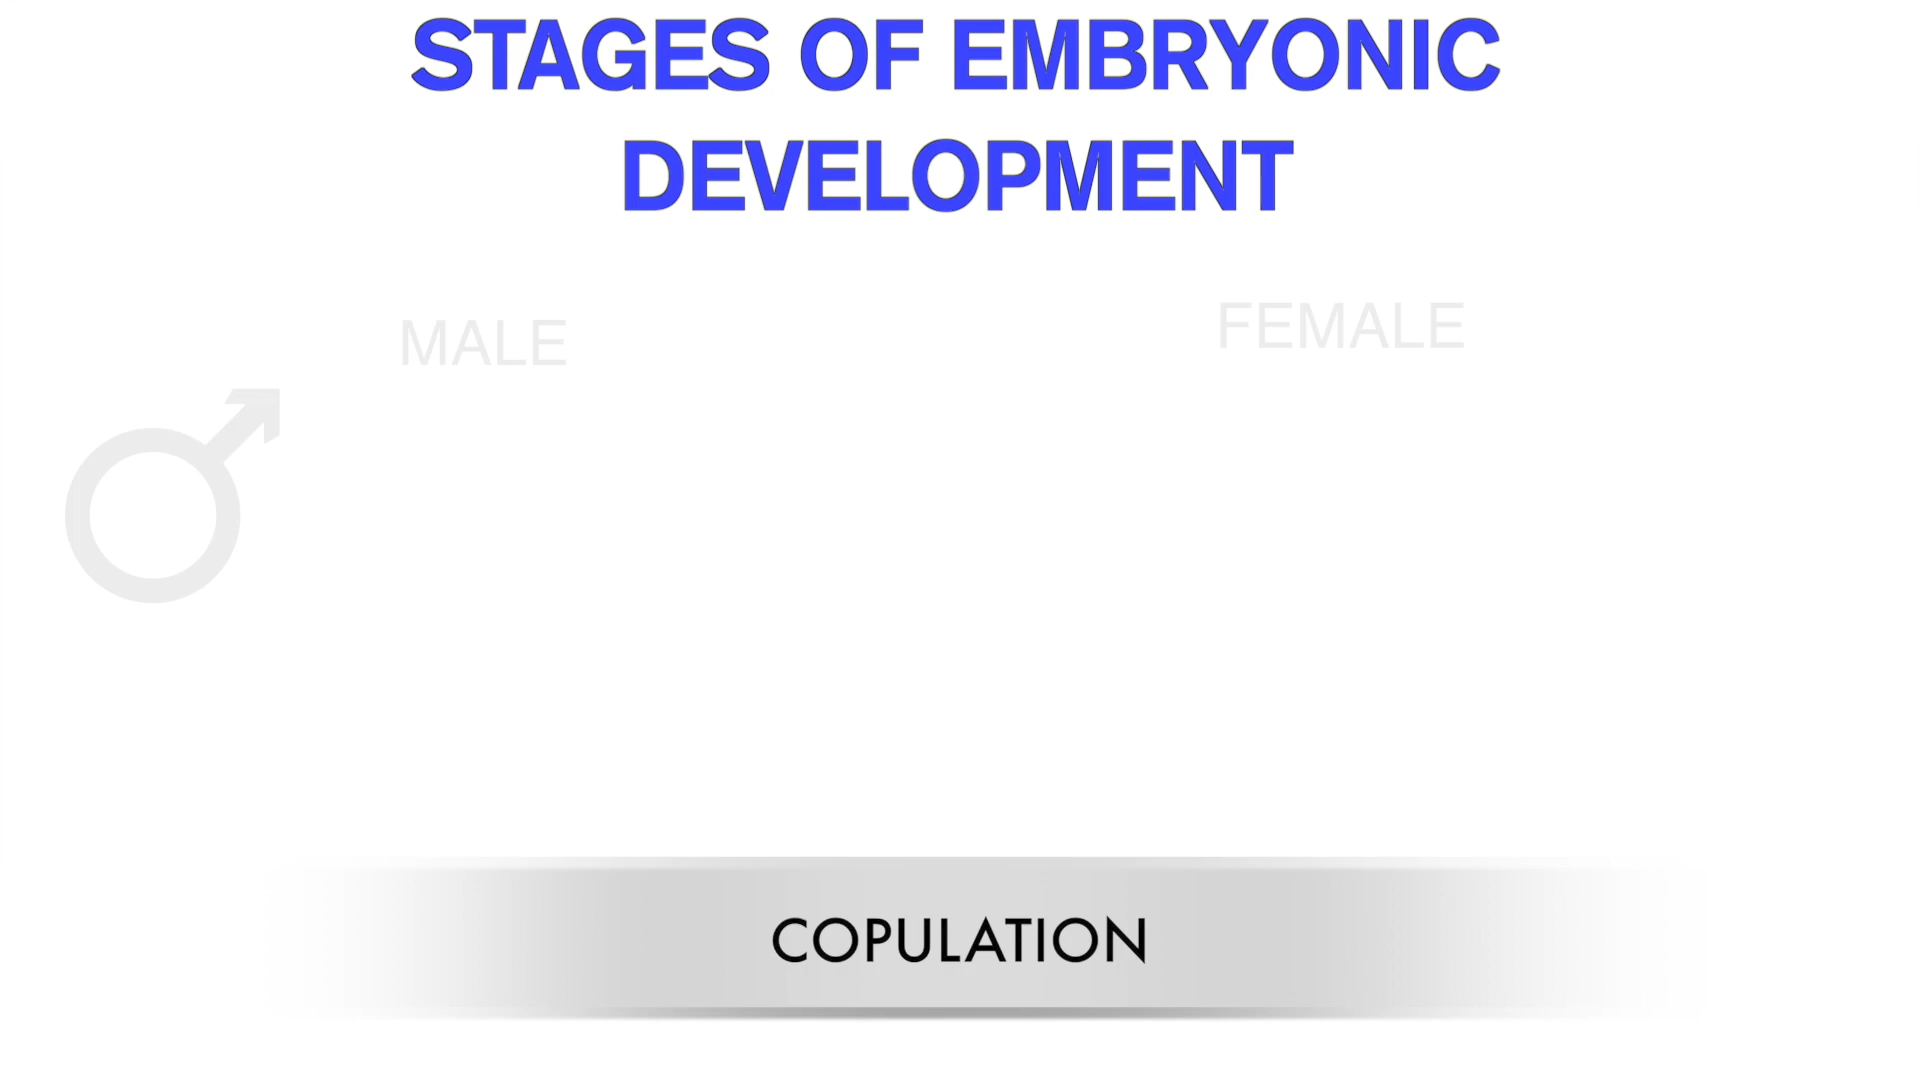 STAGES OF EMBRYONIC
DEVELOPMENT
MALE
FEMALE
COPULATION